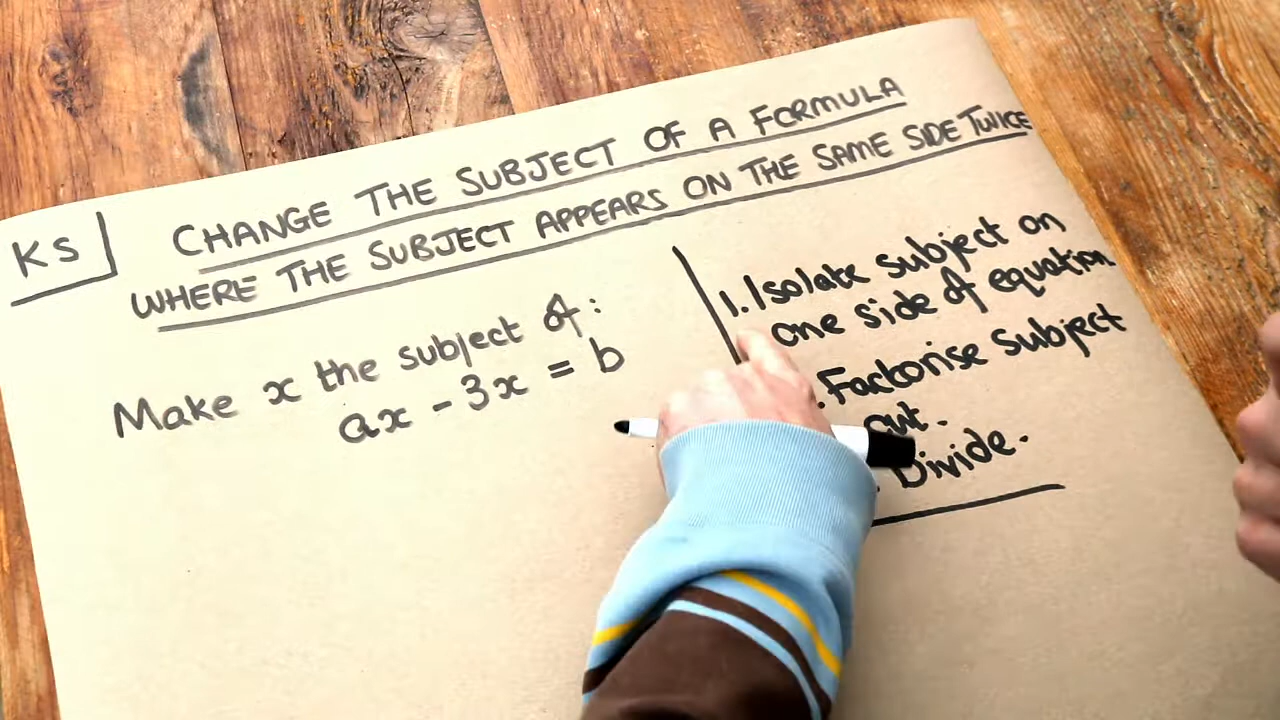 CHANGE THE SUBJECT OF A FORMULA
WHERE THE SUBJECT APPEARS ON THE SAME SIDE TWICE
KS
Make x the subject of:
ax - 3x = b
1. Isolate subject on
one side of equation
. Factorise subject
out.
. Divide.